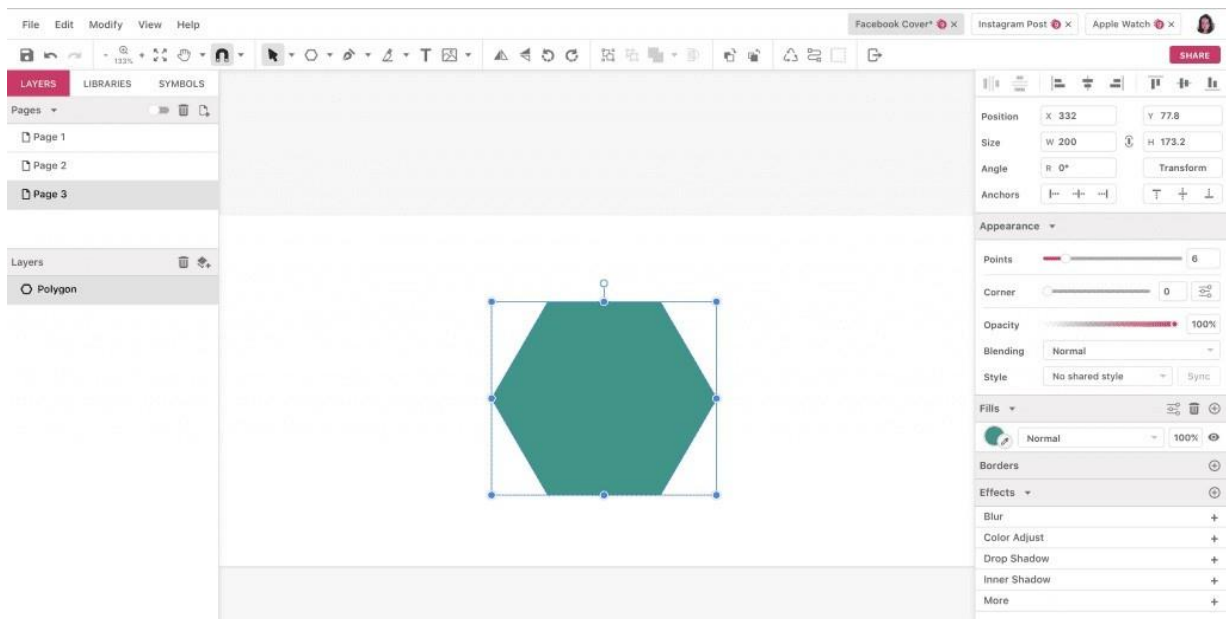 File Edit Modify View Help
Facebook Cover* ×
Instagram Post ×
Apple Watch ×
- 133% +
T
SHARE
LAYERS LIBRARIES SYMBOLS
Pages
Page 1
Page 2
Page 3
Layers
Polygon
Position X 332 Y 77.8
Size W 200 H 173.2
Angle R 0° Transform
Anchors
Appearance
Points 6
Corner 0
Opacity 100%
Blending Normal
Style No shared style Sync
Fills
Normal 100%
Borders
Effects
Blur +
Color Adjust +
Drop Shadow +
Inner Shadow +
More +